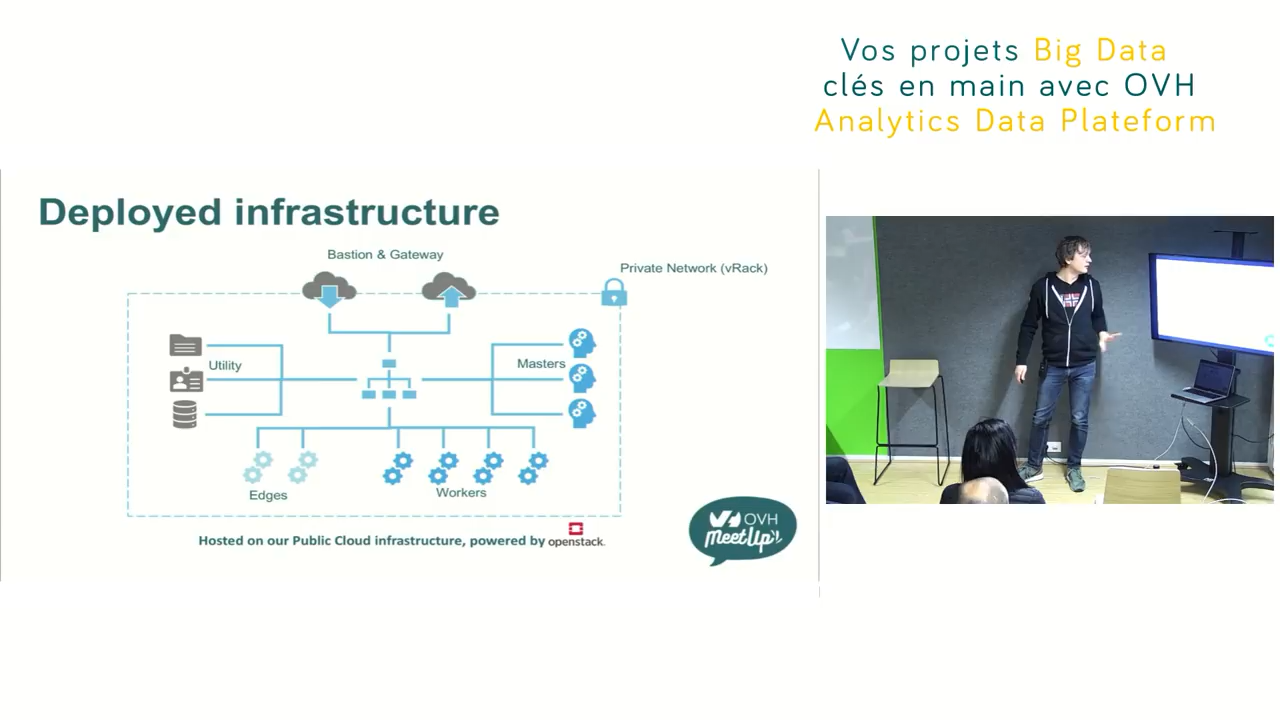 Vos projets Big Data
clés en main avec OVH
Analytics Data Plateform
Deployed infrastructure
Bastion & Gateway
Private Network (vRack)
Utility
Masters
Edges
Workers
Hosted on our Public Cloud infrastructure, powered by openstack.
OVH
MeetUp